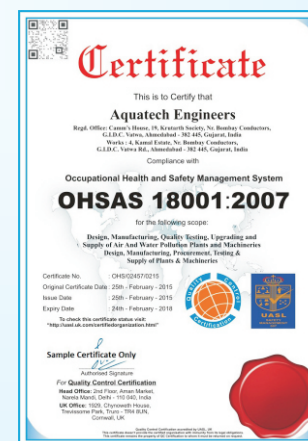 Certificate
This is to Certify that
Aquatech Engineers
Regd. Office: Canmi's House, 19, Krutarth Society, Nr. Bombay Conductors,
G.I.D.C. Vatwa, Ahmedabad - 382 445, Gujarat, India
Works : 4, Kamal Estate, Nr. Bombay Conductors,
G.I.D.C. Vatwa Rd., Ahmedabad - 382 445, Gujarat, India
Compliance with
Occupational Health and Safety Management System
OHSAS 18001:2007
for the following scope:
Design, Manufacturing, Quality Testing, Upgrading and
Supply of Air And Water Pollution Plants and Machineries
Design, Manufacturing, Procurement, Testing &
Supply of Plants & Machineries
Certificate No. : OHS/02457/0215
Original Certificate Date : 25th - February - 2015
Issue Date : 25th - February - 2015
Expiry Date : 24th - February - 2018
To check this certificate status visit:
"http://uasl.uk.com/certifiedorganization.html"
Quality Control
Certification
UASL
Sample Certificate Only
Authorised Signature
For Quality Control Certification
Head Office: 2nd Floor, Aman Market,
Narela Mandi, Delhi - 110 040, India
UK Office: 1929, Chynoweth House,
Trevissome Park, Truro - TR4 8UN,
Cornwall, UK